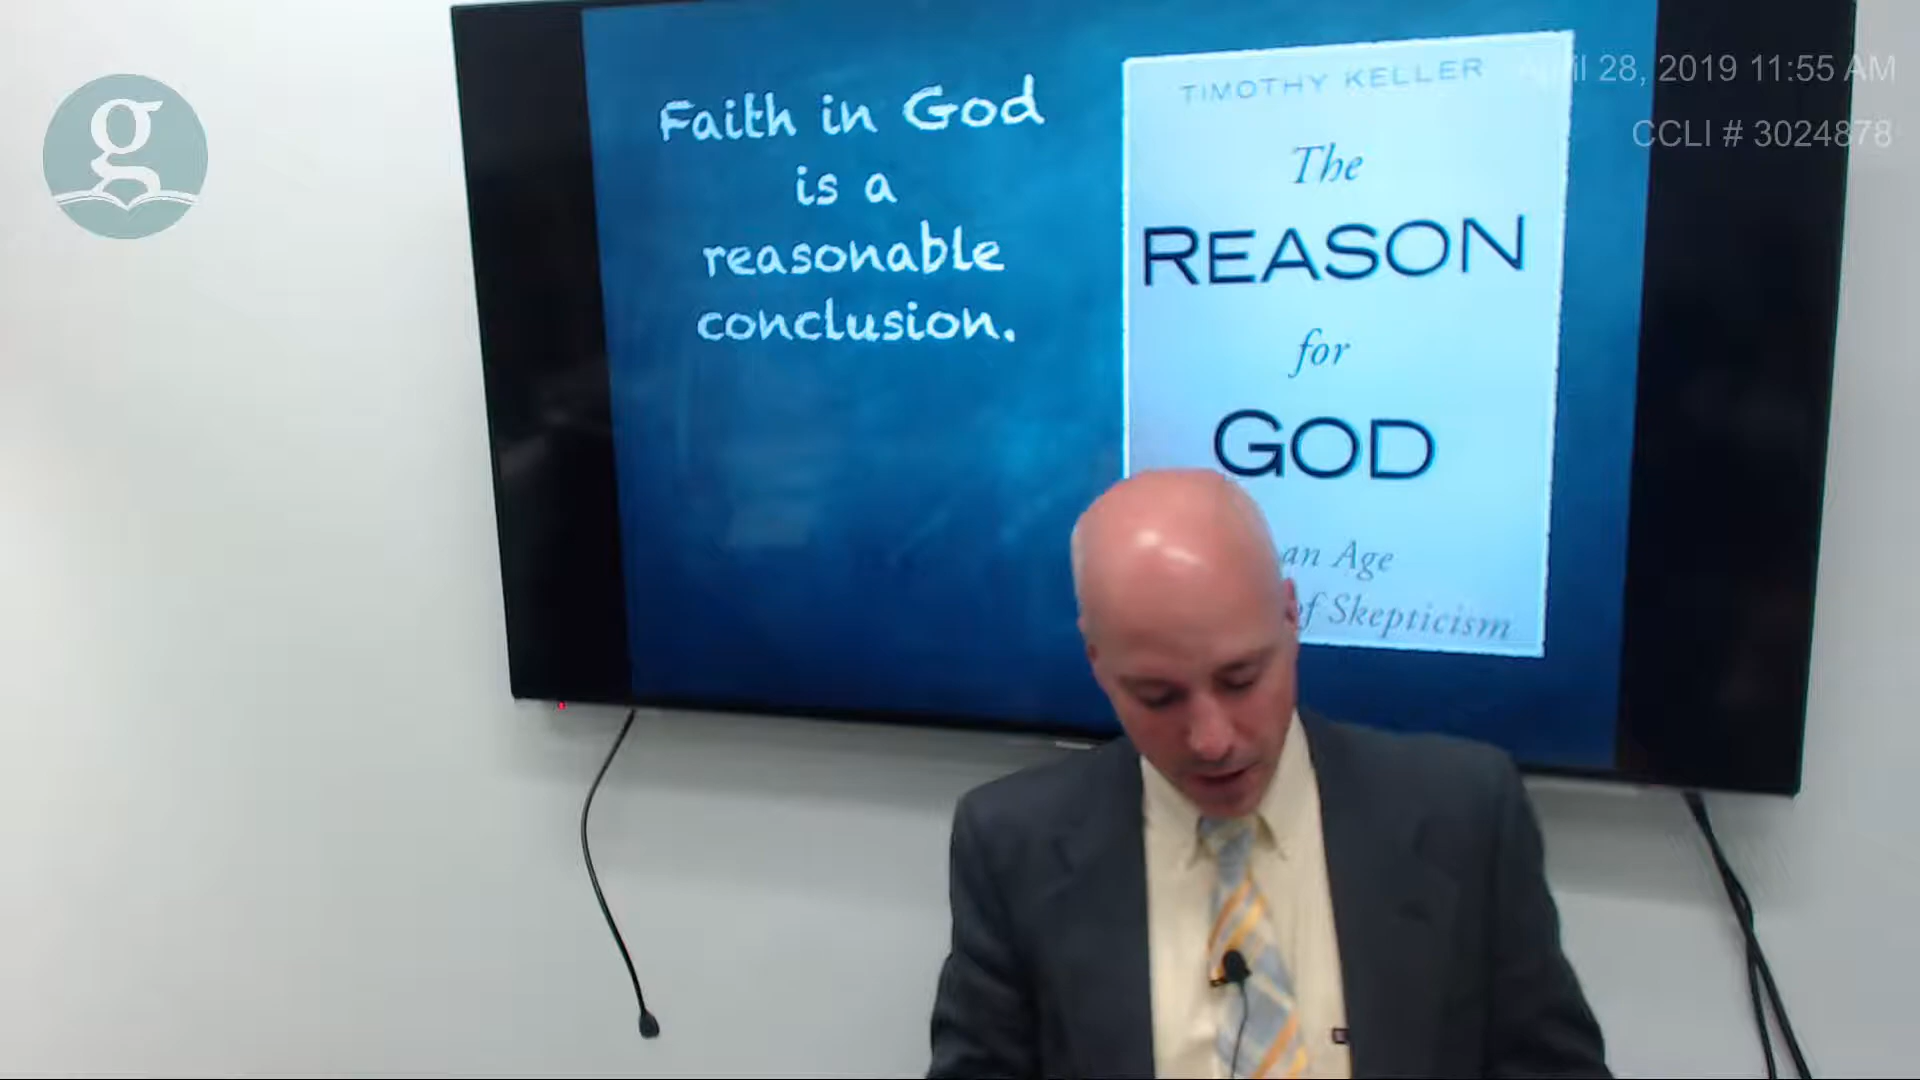 g
Faith in God
is a
reasonable
conclusion.
TIMOTHY KELLER
The
REASON
for
GOD
an Age
of Skepticism
April 28, 2019 11:55 AM
CCLI # 3024878